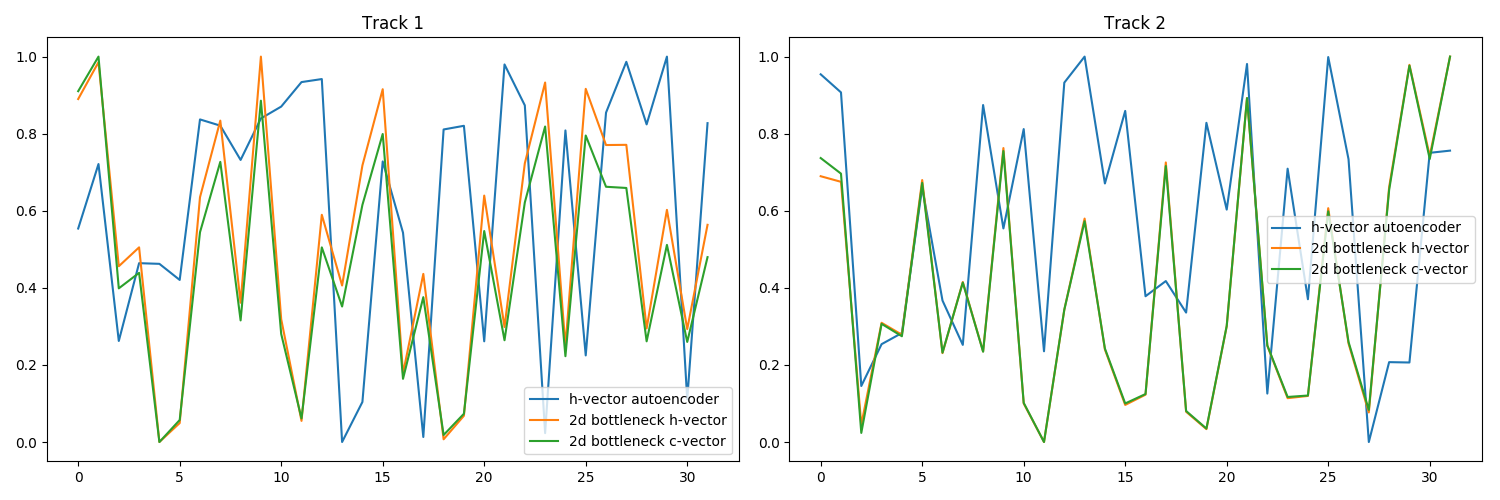 Track 1
1.0
0.8
0.6
0.4
0.2
0.0
0 5 10 15 20 25 30
h-vector autoencoder
2d bottleneck h-vector
2d bottleneck c-vector
Track 2
1.0
0.8
0.6
0.4
0.2
0.0
0 5 10 15 20 25 30
h-vector autoencoder
2d bottleneck h-vector
2d bottleneck c-vector